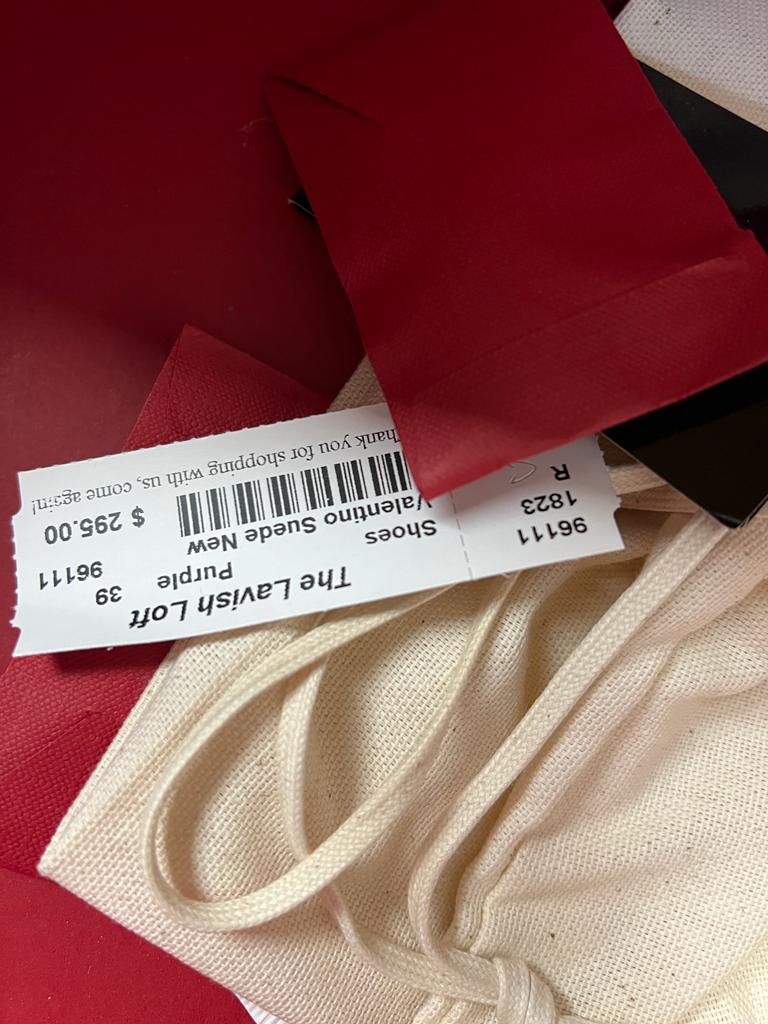 The Lavish Loft
Shoes Purple 39
Valentino Suede New 96111
$ 295.00
Thank you for shopping with us, come again!
96111
1823
R